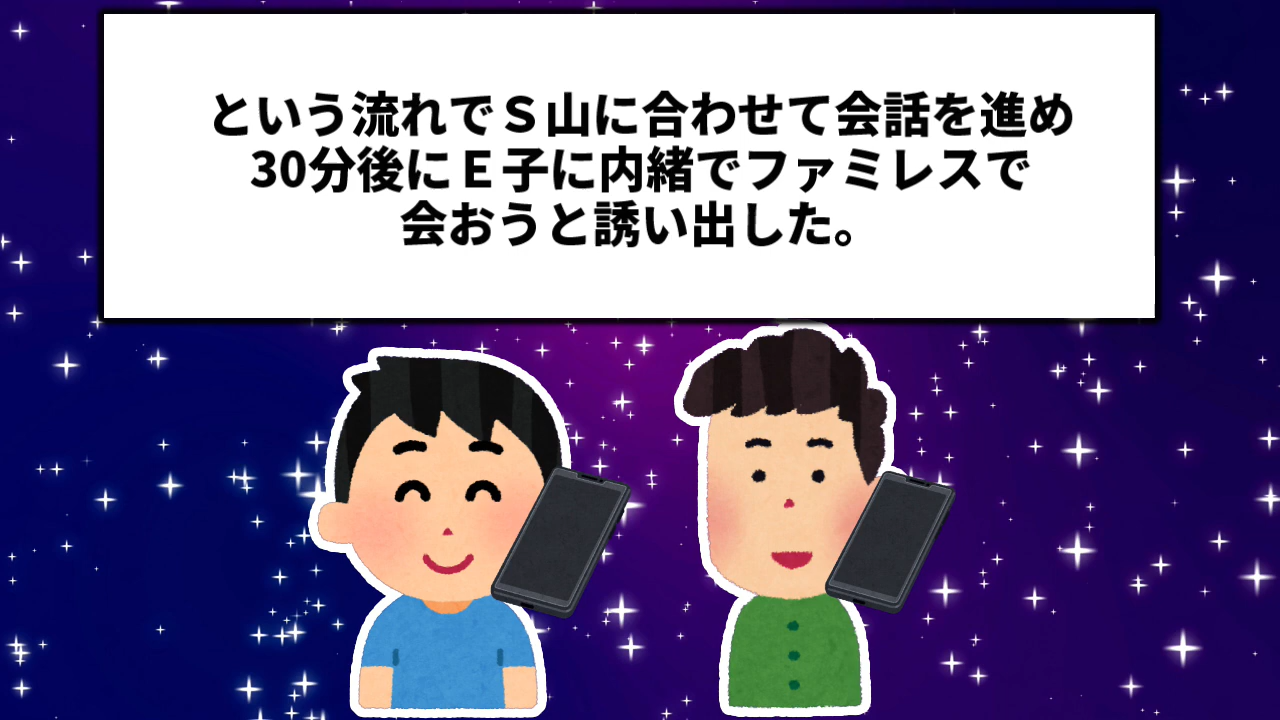 という流れでＳ山に合わせて会話を進め
30分後にＥ子に内緒でファミレスで
会おうと誘い出した。